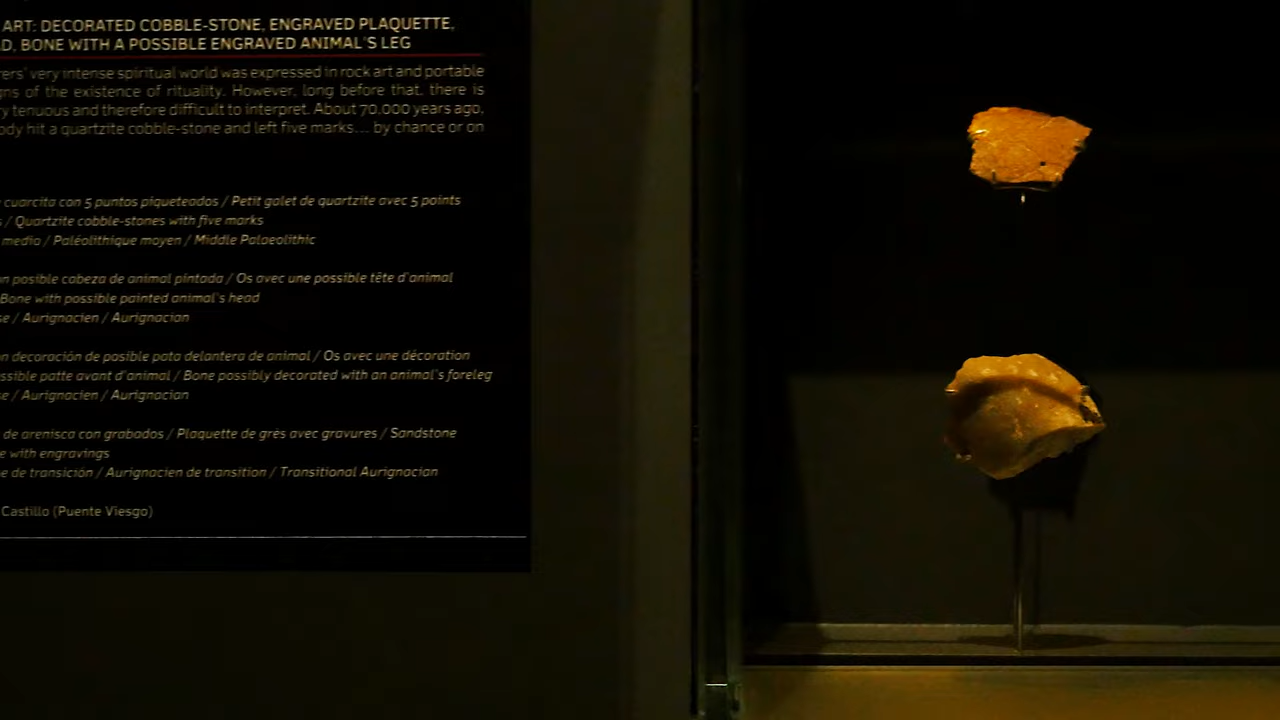 ART: DECORATED COBBLE-STONE, ENGRAVED PLAQUETTE,
BONE WITH A POSSIBLE ENGRAVED ANIMAL'S LEG
very intense spiritual world was expressed in rock art and portable
of the existence of rituality. However, long before that, there is
tenuous and therefore difficult to interpret. About 70,000 years ago,
hit a quartzite cobble-stone and left five marks... by chance or on
cuarcita con 5 puntos piqueteados / Petit galet de quartzite avec 5 points
/ Quartzite cobble-stones with five marks
medio / Paléolithique moyen / Middle Palaeolithic
posible cabeza de animal pintada / Os avec une possible tête d'animal
Bone with possible painted animal's head
/ Aurignacien / Aurignacian
decoración de posible pata delantera de animal / Os avec une décoration
patte avant d'animal / Bone possibly decorated with an animal's foreleg
/ Aurignacien / Aurignacian
de arenisca con grabados / Plaquette de grès avec gravures / Sandstone
with engravings
de transición / Aurignacien de transition / Transitional Aurignacian
Castillo (Puente Viesgo)